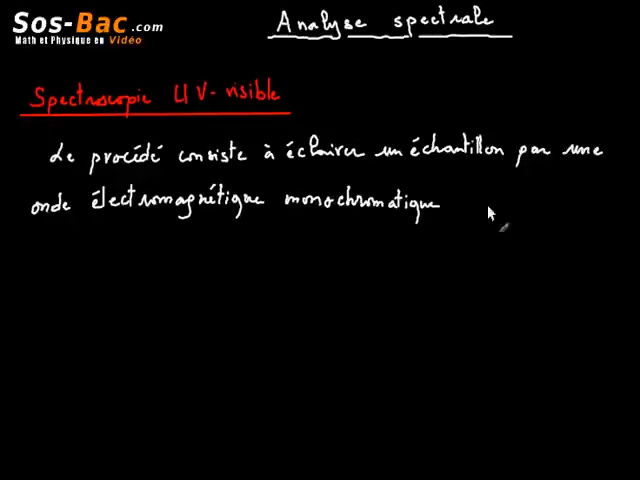 Sos-Bac.com
Math et Physique en Vidéo
Analyse spectrale
Spectroscopie UV-visible
Le procédé consiste à éclairer un échantillon par une
onde électromagnétique monochromatique